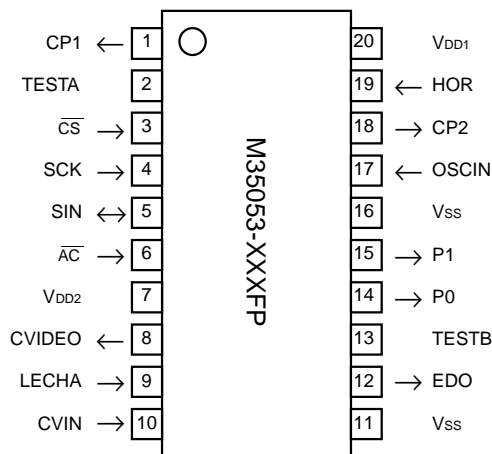 CP1 ← 1 20 VDD1
TESTA 2 19 ← HOR
C̅S̅ → 3 18 → CP2
SCK → 4 17 ← OSCIN
SIN ↔ 5 16 VSS
A̅C̅ → 6 15 → P1
VDD2 7 14 → P0
CVIDEO ← 8 13 TESTB
LECHA → 9 12 → EDO
CVIN → 10 11 VSS
M35053-XXXFP